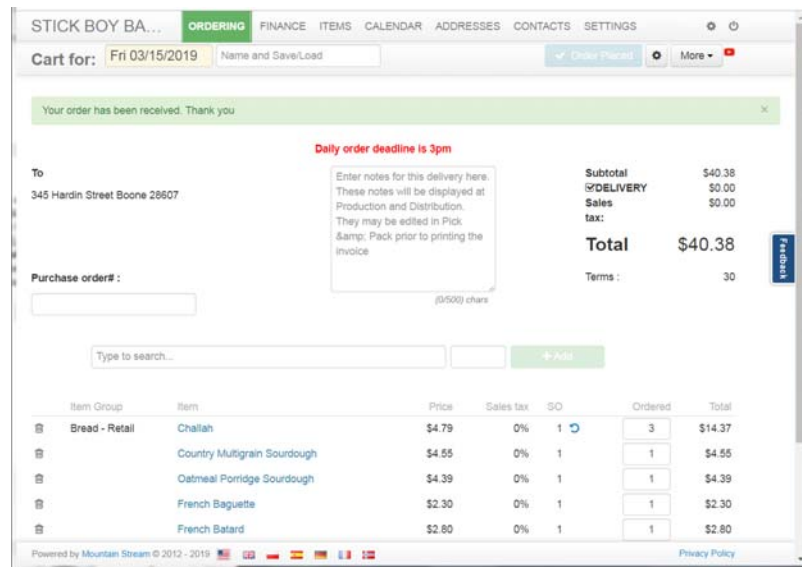 STICK BOY BA... ORDERING FINANCE ITEMS CALENDAR ADDRESSES CONTACTS SETTINGS
Cart for: Fri 03/15/2019 Name and Save/Load Order Placed More
Your order has been received. Thank you ×
Daily order deadline is 3pm
To
345 Hardin Street Boone 28607
Purchase order# :
Enter notes for this delivery here.
These notes will be displayed at
Production and Distribution.
They may be edited in Pick
&amp; Pack prior to printing the
invoice
(0/500) chars
Subtotal $40.38
DELIVERY $0.00
Sales $0.00
tax:
Total $40.38
Terms : 30
Feedback
Type to search... + Add
Item Group Item Price Sales tax SO Ordered Total
Bread - Retail Challah $4.79 0% 1 3 $14.37
Country Multigrain Sourdough $4.55 0% 1 1 $4.55
Oatmeal Porridge Sourdough $4.39 0% 1 1 $4.39
French Baguette $2.30 0% 1 1 $2.30
French Batard $2.80 0% 1 1 $2.80
Powered by Mountain Stream © 2012 - 2019 Privacy Policy